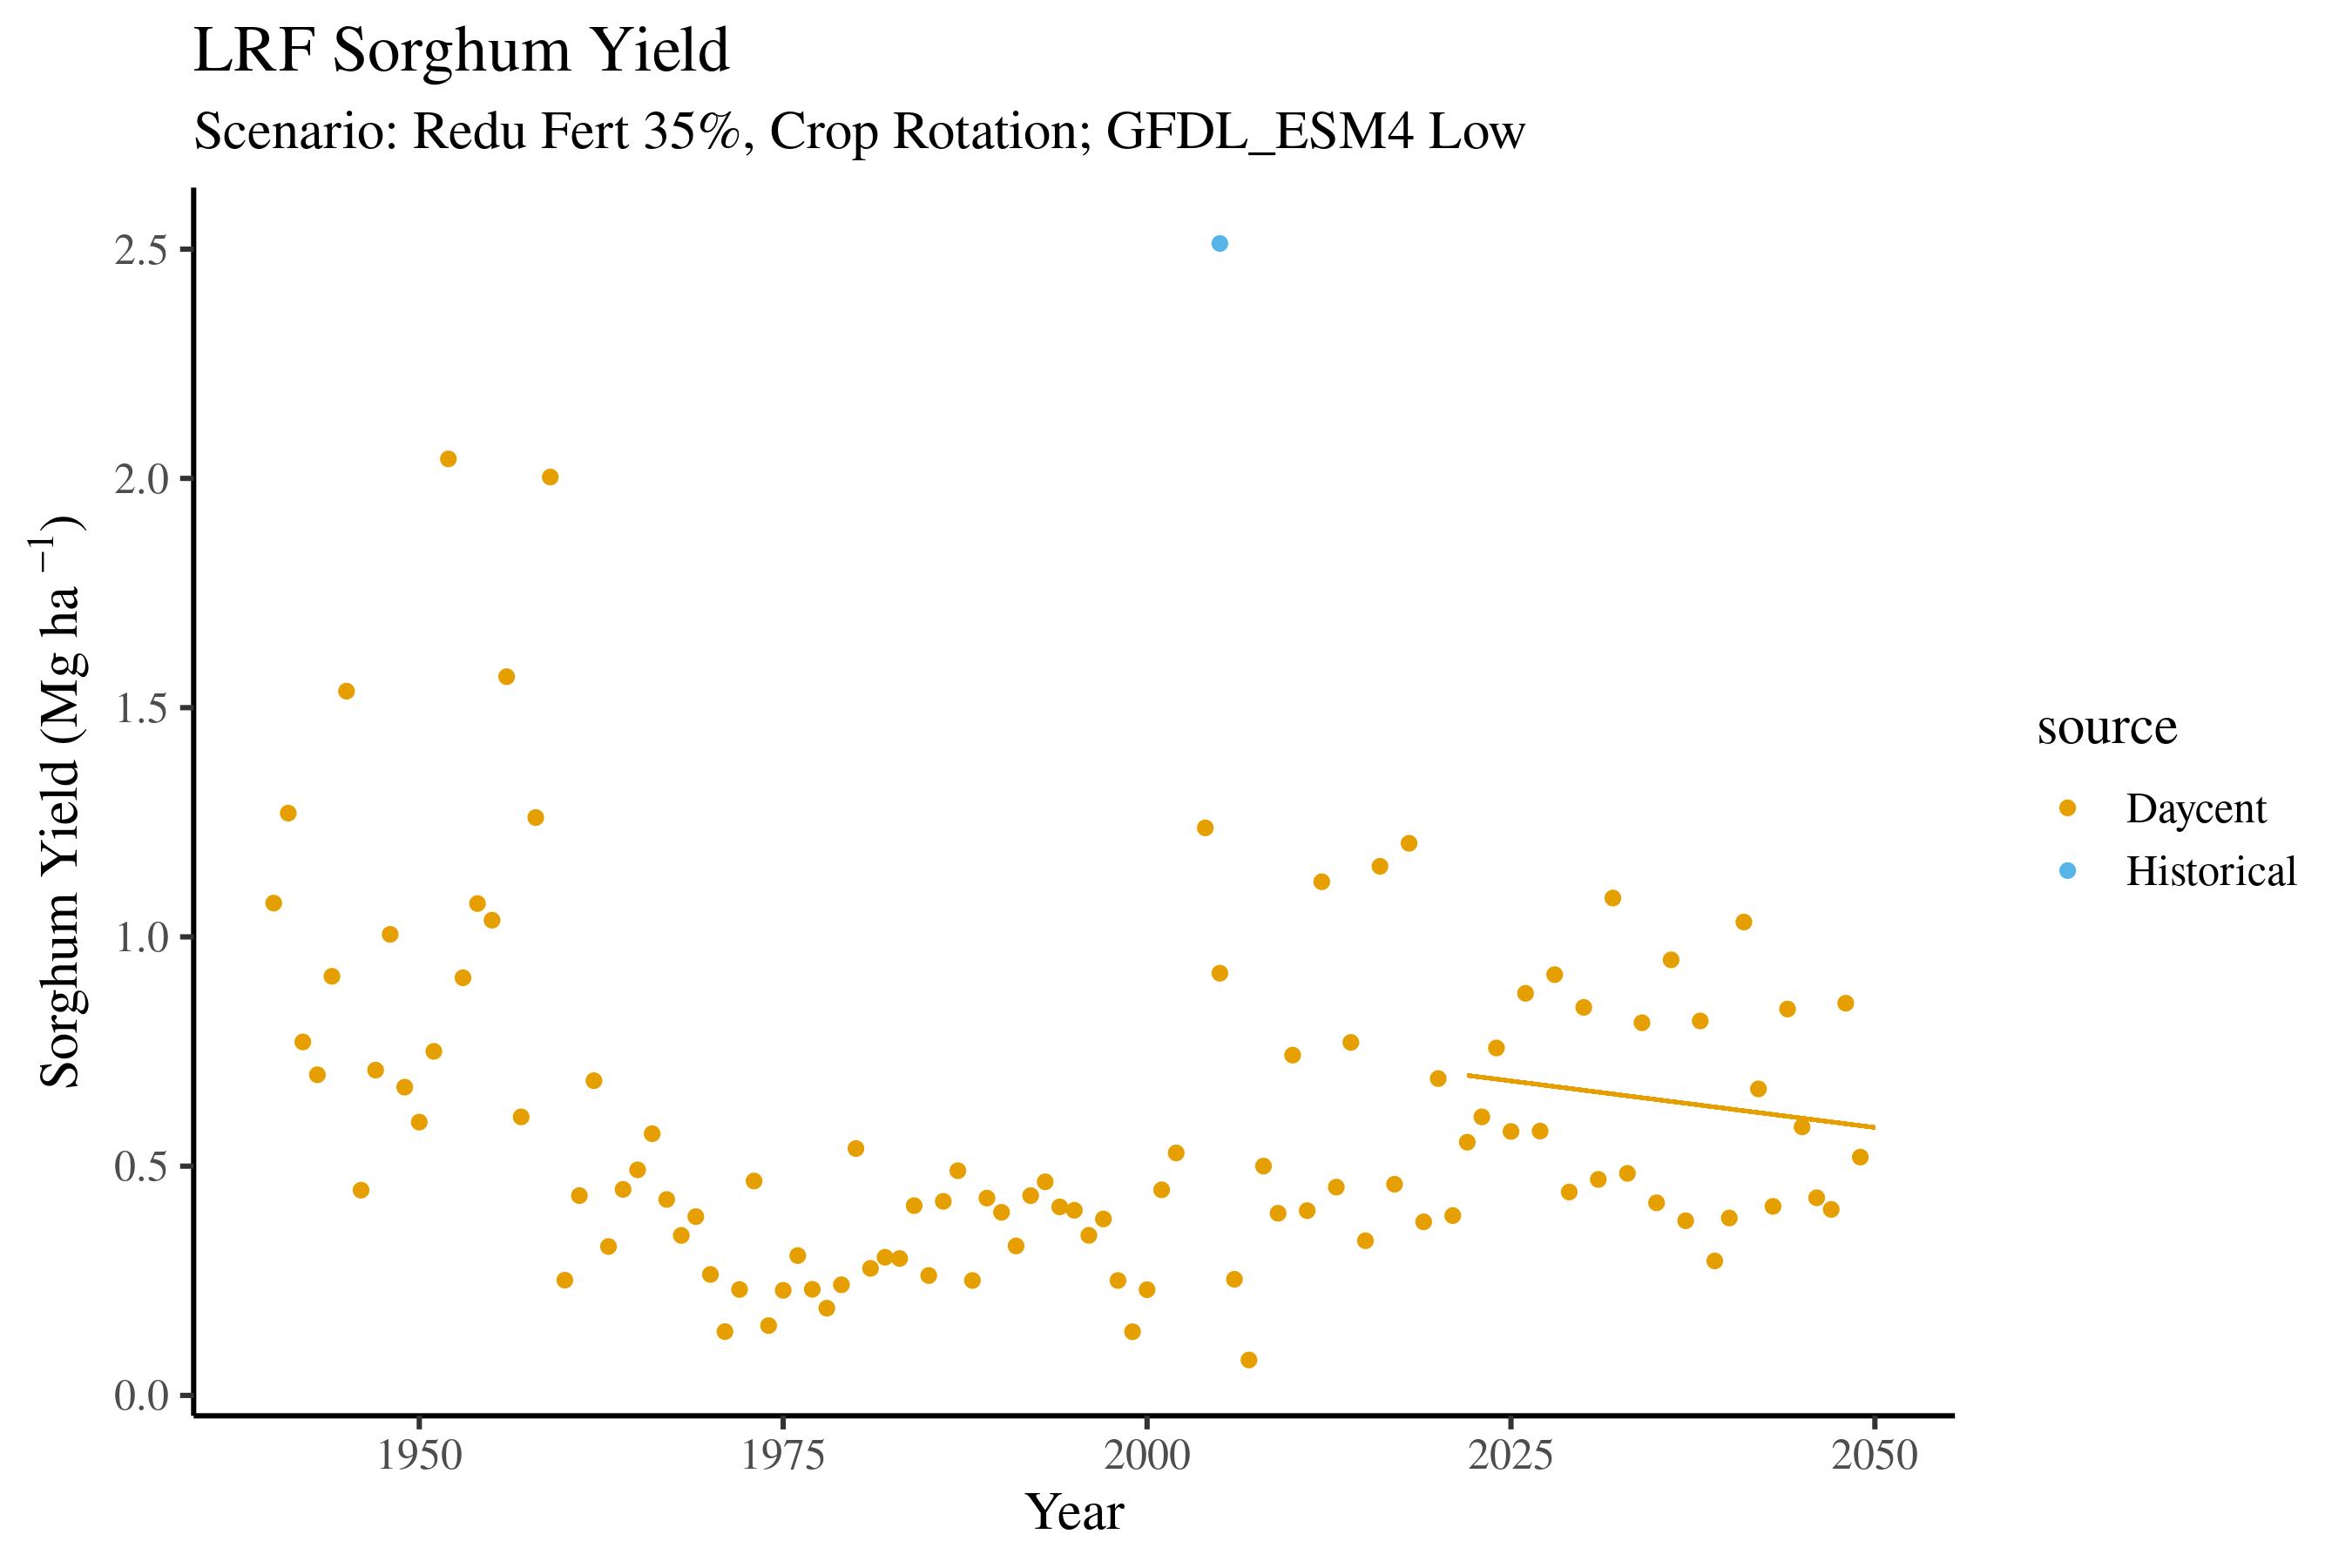 LRF Sorghum Yield
Scenario: Redu Fert 35%, Crop Rotation; GFDL_ESM4 Low
Sorghum Yield (Mg ha⁻¹)
2.5
2.0
1.5
1.0
0.5
0.0
1950 1975 2000 2025 2050
Year
source
Daycent
Historical